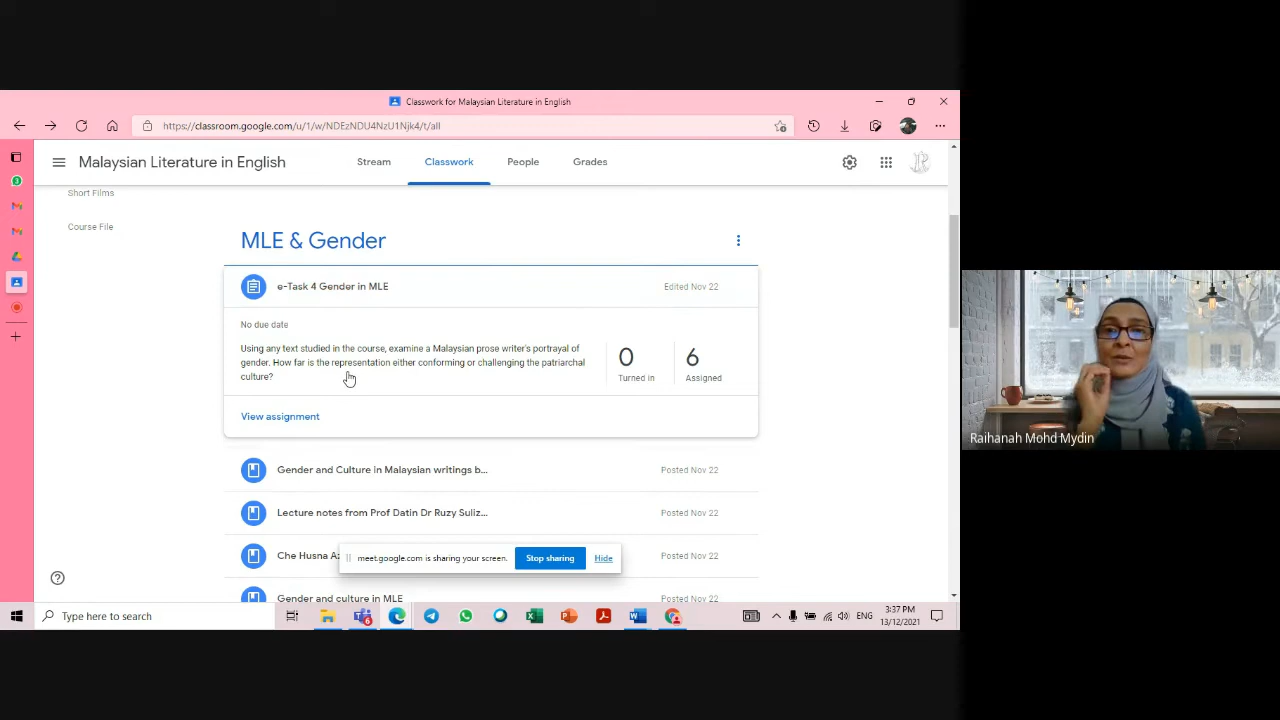 Classwork for Malaysian Literature in English
https://classroom.google.com/u/1/w/NDEzNDU4NzU1Njk4/t/all
Malaysian Literature in English
Stream
Classwork
People
Grades
Short Films
Course File
MLE & Gender
e-Task 4 Gender in MLE
Edited Nov 22
No due date
Using any text studied in the course, examine a Malaysian prose writer's portrayal of
gender. How far is the representation either conforming or challenging the patriarchal
culture?
0
Turned in
6
Assigned
View assignment
Gender and Culture in Malaysian writings b...
Posted Nov 22
Lecture notes from Prof Datin Dr Ruzy Suliz...
Posted Nov 22
Che Husna Az
Posted Nov 22
meet.google.com is sharing your screen.
Stop sharing
Hide
Gender and culture in MLE
Posted Nov 22
Type here to search
ENG
3:37 PM
13/12/2021
Raihanah Mohd Mydin